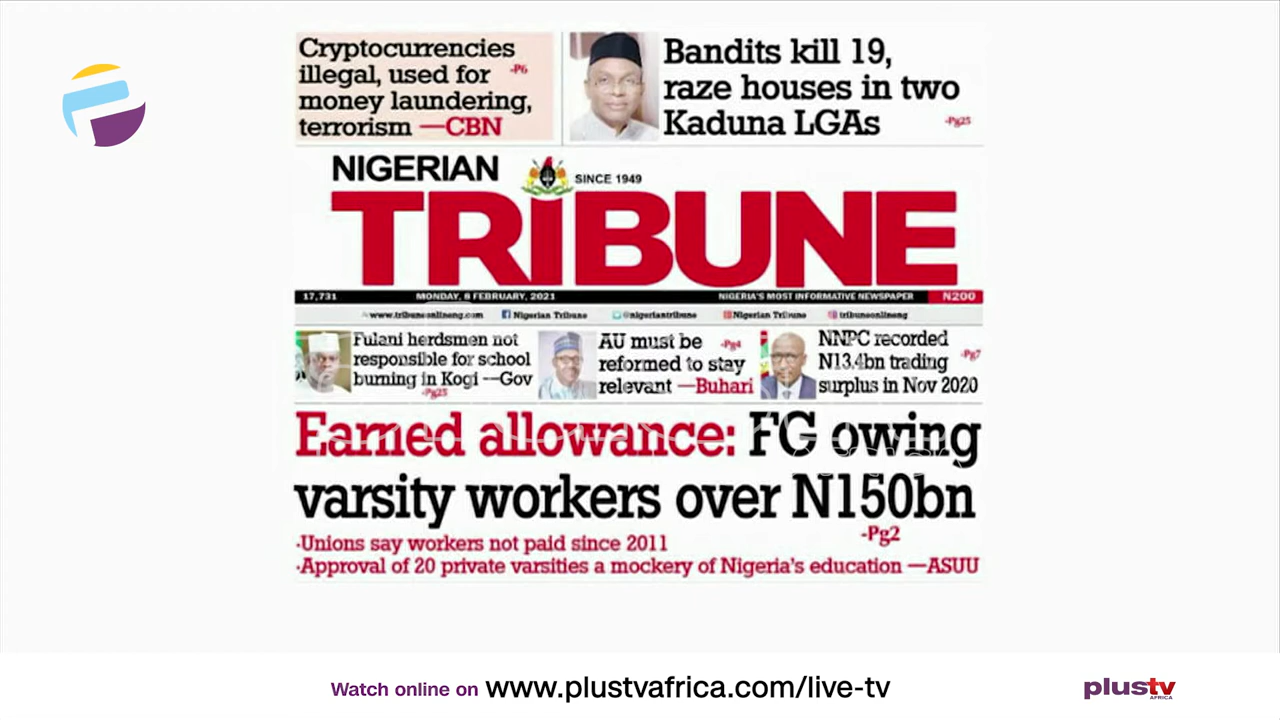 Cryptocurrencies
illegal, used for -P6
money laundering,
terrorism —CBN
Bandits kill 19,
raze houses in two
Kaduna LGAs -Pg25
NIGERIAN
SINCE 1949
TRiBUNE
17,731 MONDAY, 8 FEBRUARY, 2021 NIGERIA'S MOST INFORMATIVE NEWSPAPER N200
www.tribuneonlineng.com Nigerian Tribune @nigeriantribune Nigerian Tribune tribuneonlineng
Fulani herdsmen not
responsible for school
burning in Kogi —Gov
-Pg25
AU must be -Pg4
reformed to stay
relevant —Buhari
NNPC recorded
N13.4bn trading -Pg7
surplus in Nov 2020
Earned allowance: FG owing
varsity workers over N150bn
-Pg2
·Unions say workers not paid since 2011
·Approval of 20 private varsities a mockery of Nigeria's education —ASUU
Watch online on www.plustvafrica.com/live-tv
plustv
AFRICA